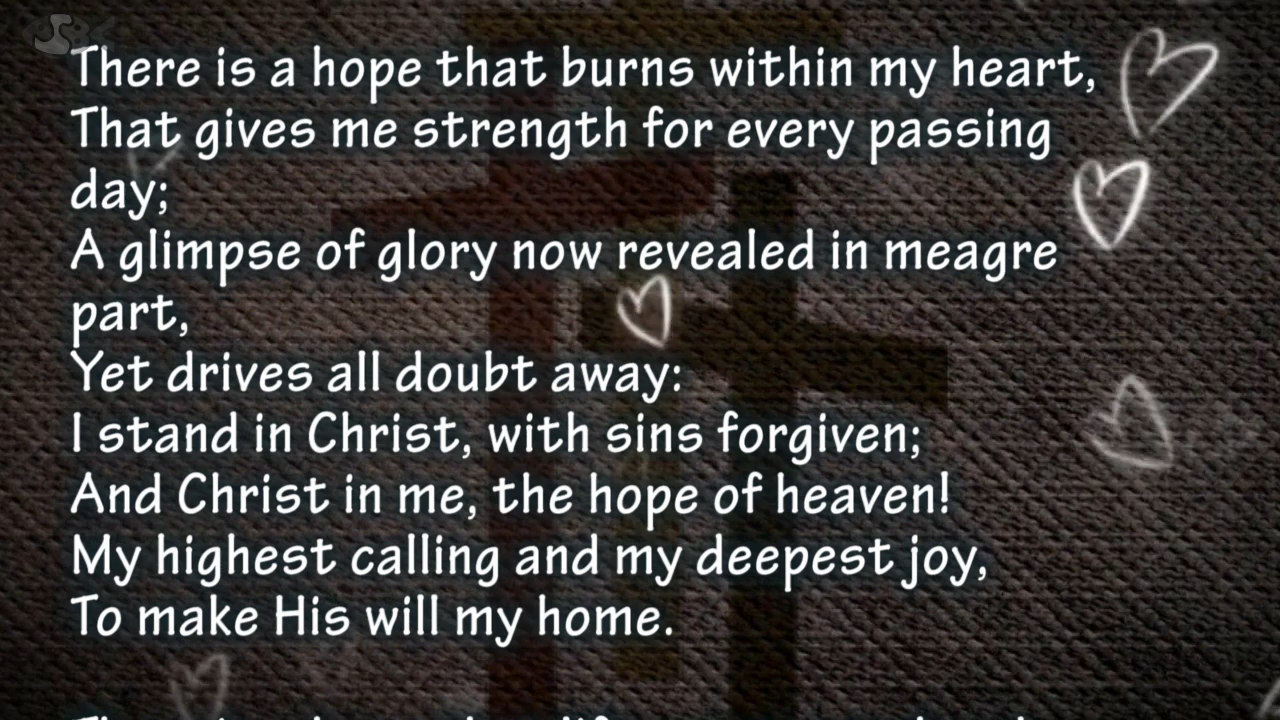 There is a hope that burns within my heart,
That gives me strength for every passing
day;
A glimpse of glory now revealed in meagre
part,
Yet drives all doubt away:
I stand in Christ, with sins forgiven;
And Christ in me, the hope of heaven!
My highest calling and my deepest joy,
To make His will my home.